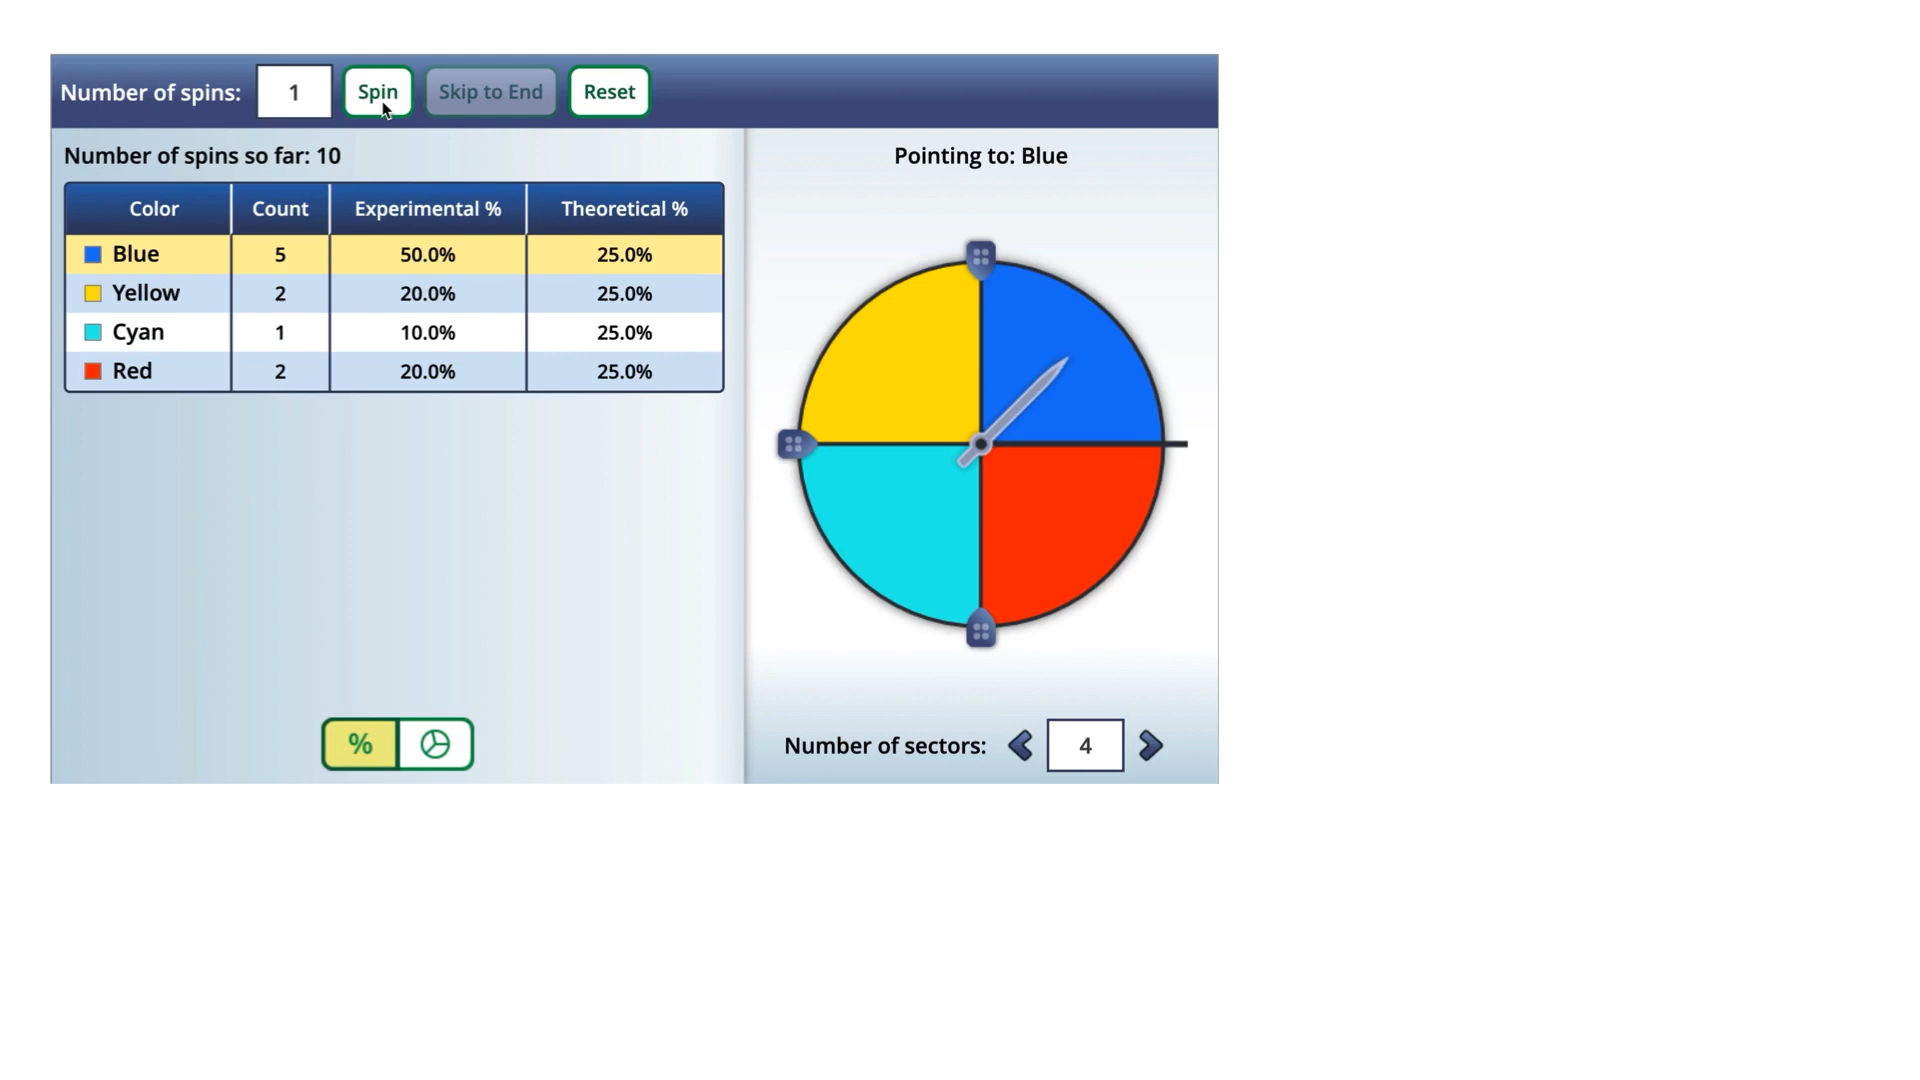 Number of spins: 1 Spin Skip to End Reset
Number of spins so far: 10
Color Count Experimental % Theoretical %
Blue 5 50.0% 25.0%
Yellow 2 20.0% 25.0%
Cyan 1 10.0% 25.0%
Red 2 20.0% 25.0%
%
Pointing to: Blue
Number of sectors: 4